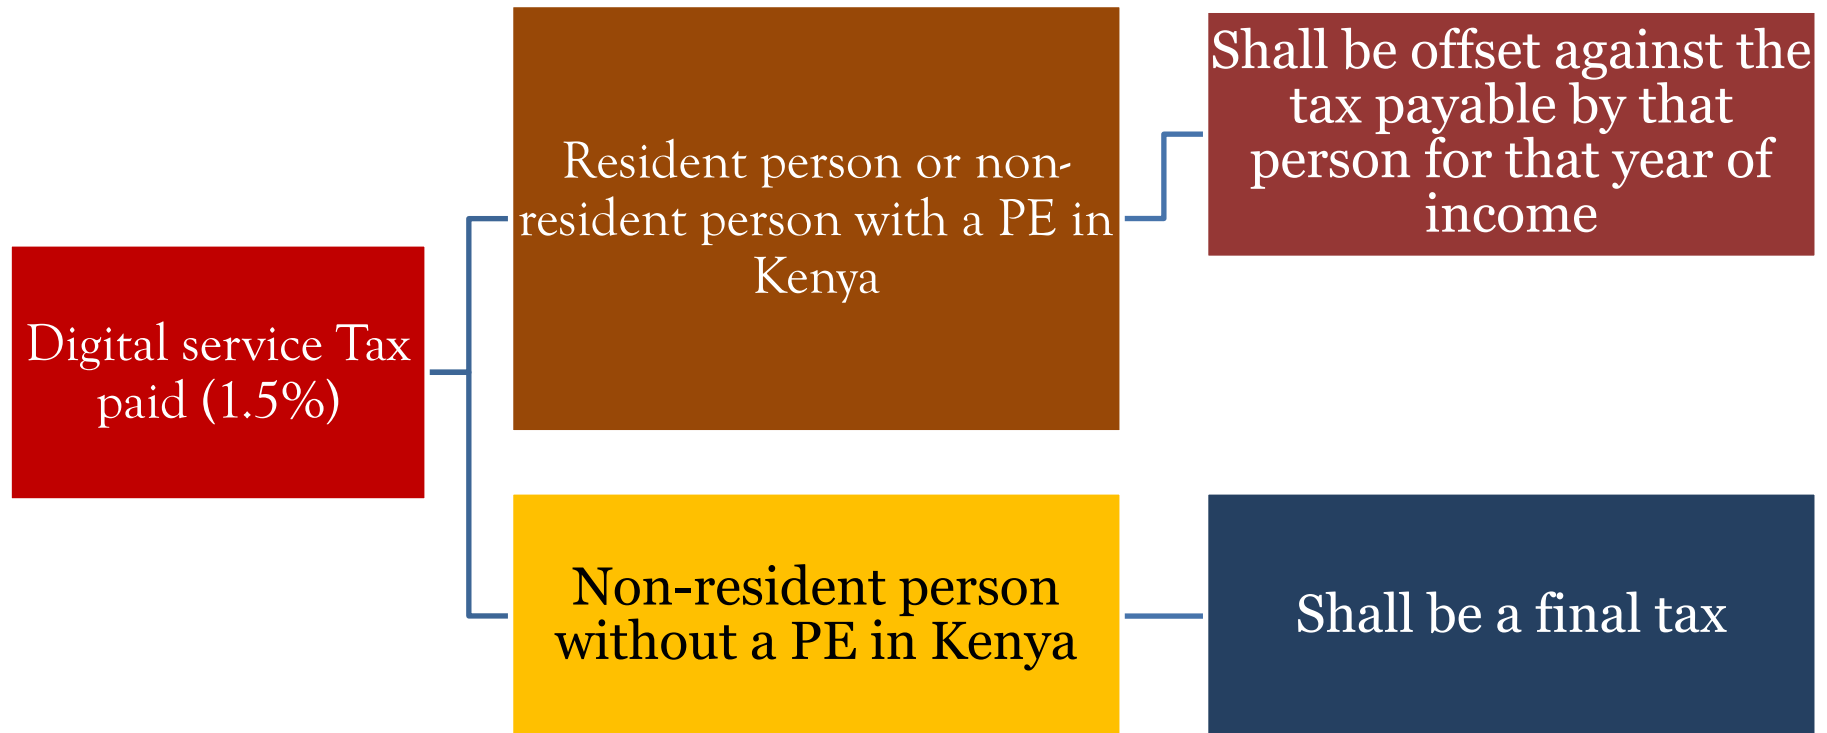 Digital service Tax
paid (1.5%)
Resident person or non-
resident person with a PE in
Kenya
Shall be offset against the
tax payable by that
person for that year of
income
Non-resident person
without a PE in Kenya
Shall be a final tax